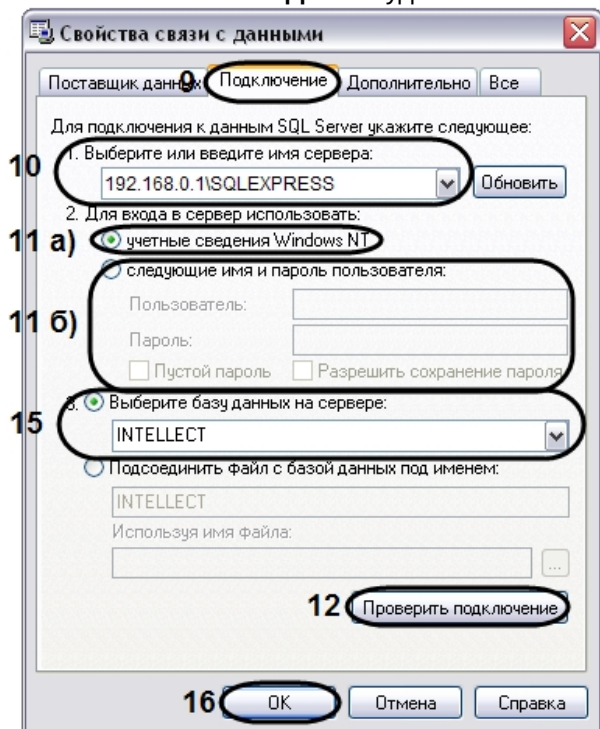 Свойства связи с данными
Поставщик данных 9 Подключение Дополнительно Все
Для подключения к данным SQL Server укажите следующее:
10 1. Выберите или введите имя сервера:
192.168.0.1\SQLEXPRESS Обновить
2. Для входа в сервер использовать:
11 а) учетные сведения Windows NT
следующие имя и пароль пользователя:
11 б) Пользователь:
Пароль:
Пустой пароль Разрешить сохранение пароля
15 3. Выберите базу данных на сервере:
INTELLECT
Подсоединить файл с базой данных под именем:
INTELLECT
Используя имя файла:
...
12 Проверить подключение
16 ОК Отмена Справка